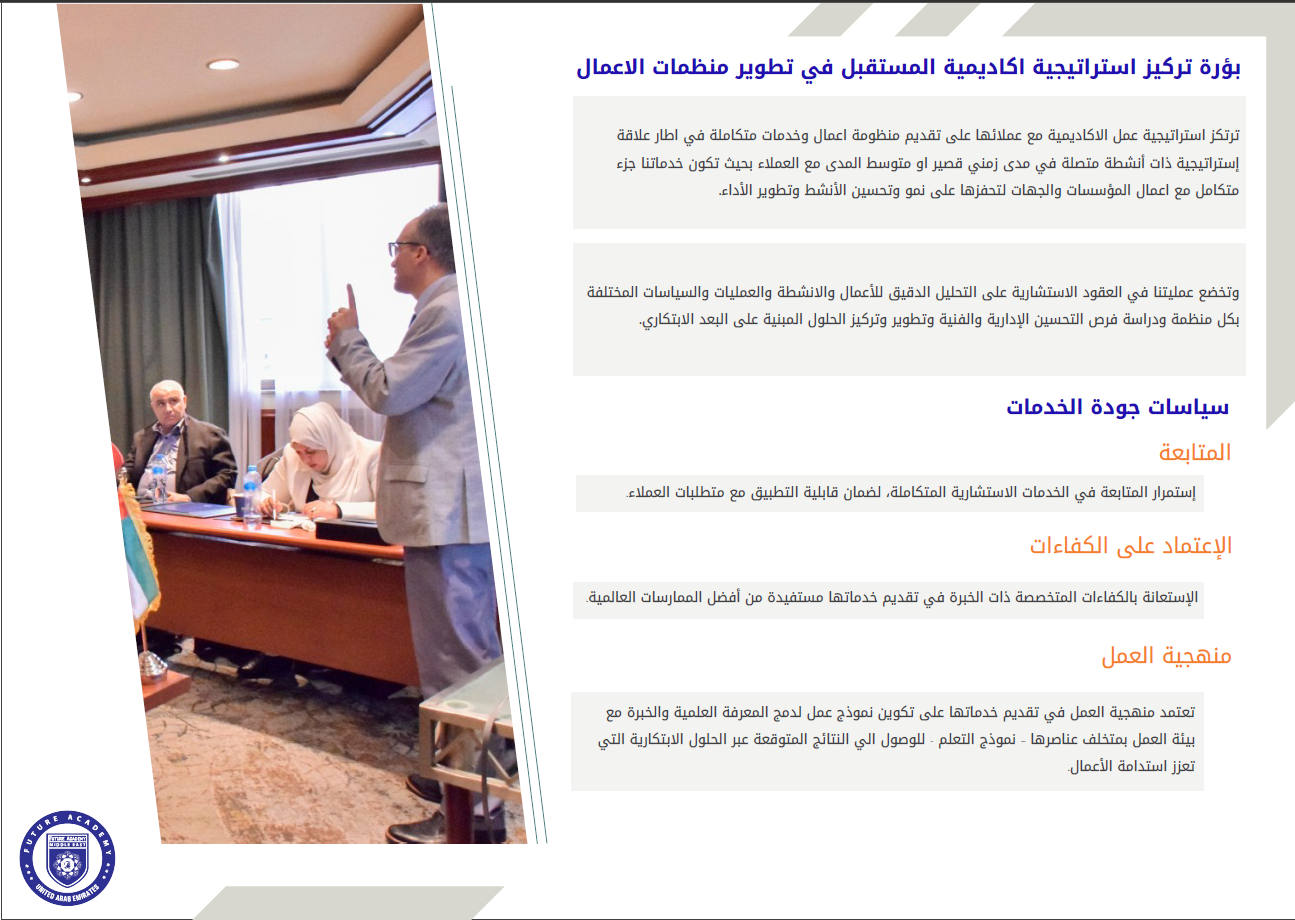 بؤرة تركيز استراتيجية اكاديمية المستقبل في تطوير منظمات الاعمال
ترتكز استراتيجية عمل الاكاديمية مع عملائها على تقديم منظومة اعمال وخدمات متكاملة في اطار علاقة
إستراتيجية ذات أنشطة متصلة في مدى زمني قصير او متوسط المدى مع العملاء بحيث تكون خدماتنا جزء
متكامل مع اعمال المؤسسات والجهات لتحفزها على نمو وتحسين الأنشط وتطوير الأداء.
وتخضع عمليتنا في العقود الاستشارية على التحليل الدقيق للأعمال والانشطة والعمليات والسياسات المختلفة
بكل منظمة ودراسة فرص التحسين الإدارية والفنية وتطوير وتركيز الحلول المبنية على البعد الابتكاري.
سياسات جودة الخدمات
المتابعة
إستمرار المتابعة في الخدمات الاستشارية المتكاملة، لضمان قابلية التطبيق مع متطلبات العملاء.
الإعتماد على الكفاءات
الإستعانة بالكفاءات المتخصصة ذات الخبرة في تقديم خدماتها مستفيدة من أفضل الممارسات العالمية.
منهجية العمل
تعتمد منهجية العمل في تقديم خدماتها على تكوين نموذج عمل لدمج المعرفة العلمية والخبرة مع
بيئة العمل بمتخلف عناصرها - نموذج التعلم - للوصول الي النتائج المتوقعة عبر الحلول الابتكارية التي
تعزز استدامة الأعمال.
FUTURE ACADEMY
FUTURE ACADEMY
MIDDLE EAST
UNITED ARAB EMIRATES